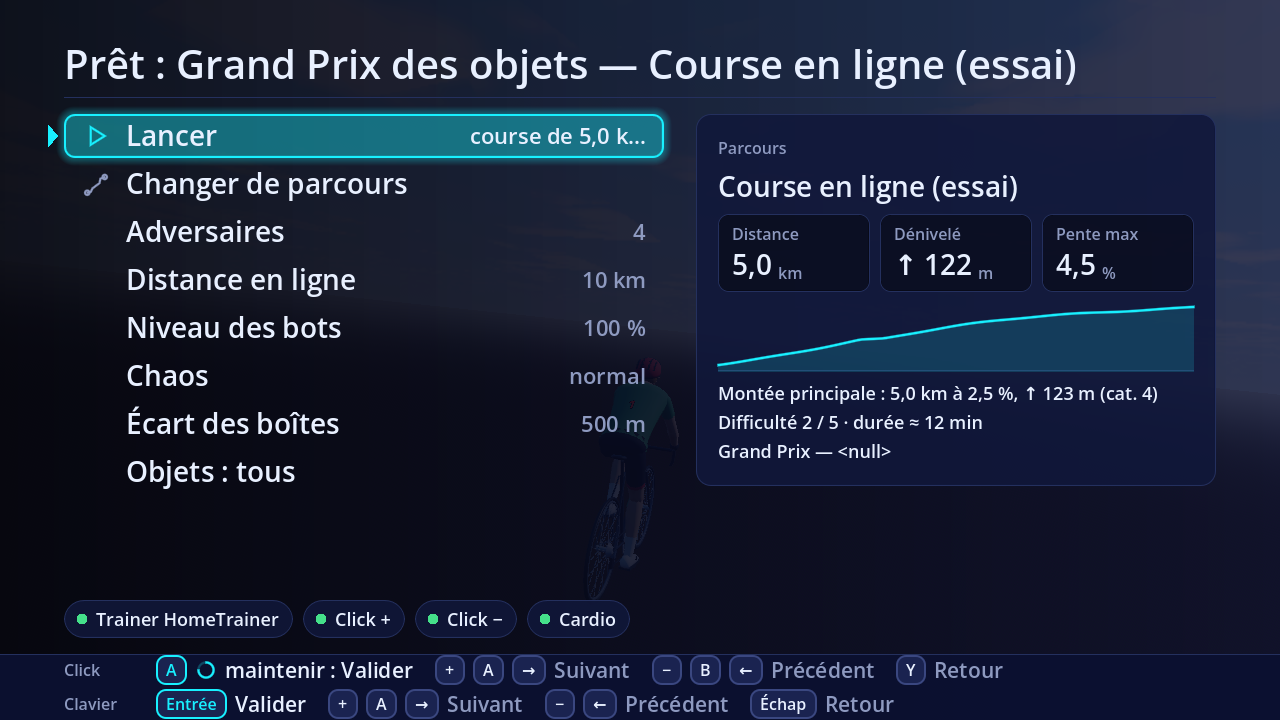 Prêt : Grand Prix des objets — Course en ligne (essai)
Lancer course de 5,0 k...
Changer de parcours
Adversaires 4
Distance en ligne 10 km
Niveau des bots 100 %
Chaos normal
Écart des boîtes 500 m
Objets : tous
Parcours
Course en ligne (essai)
Distance Dénivelé Pente max
5,0 km ↑ 122 m 4,5 %
Montée principale : 5,0 km à 2,5 %, ↑ 123 m (cat. 4)
Difficulté 2 / 5 · durée ≈ 12 min
Grand Prix — <null>
Trainer HomeTrainer Click + Click − Cardio
Click A maintenir : Valider + A → Suivant − B ← Précédent Y Retour
Clavier Entrée Valider + A → Suivant − ← Précédent Échap Retour